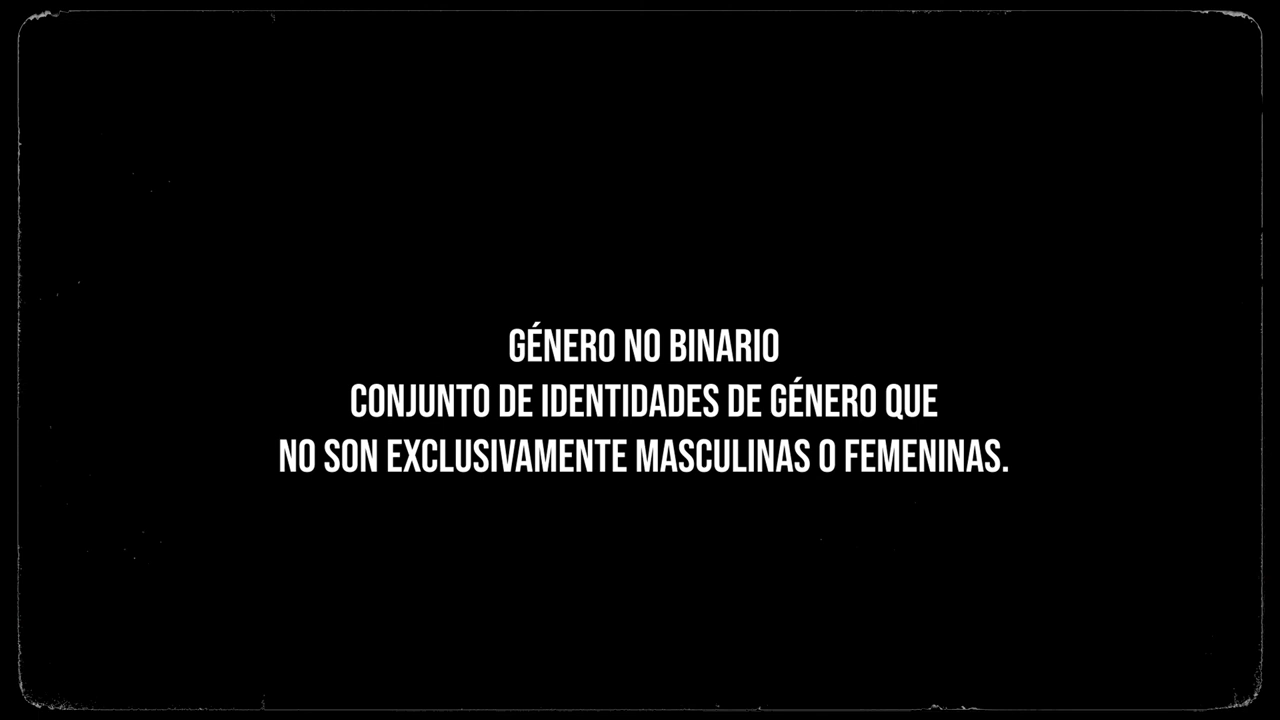 GÉNERO NO BINARIO
CONJUNTO DE IDENTIDADES DE GÉNERO QUE
NO SON EXCLUSIVAMENTE MASCULINAS O FEMENINAS.